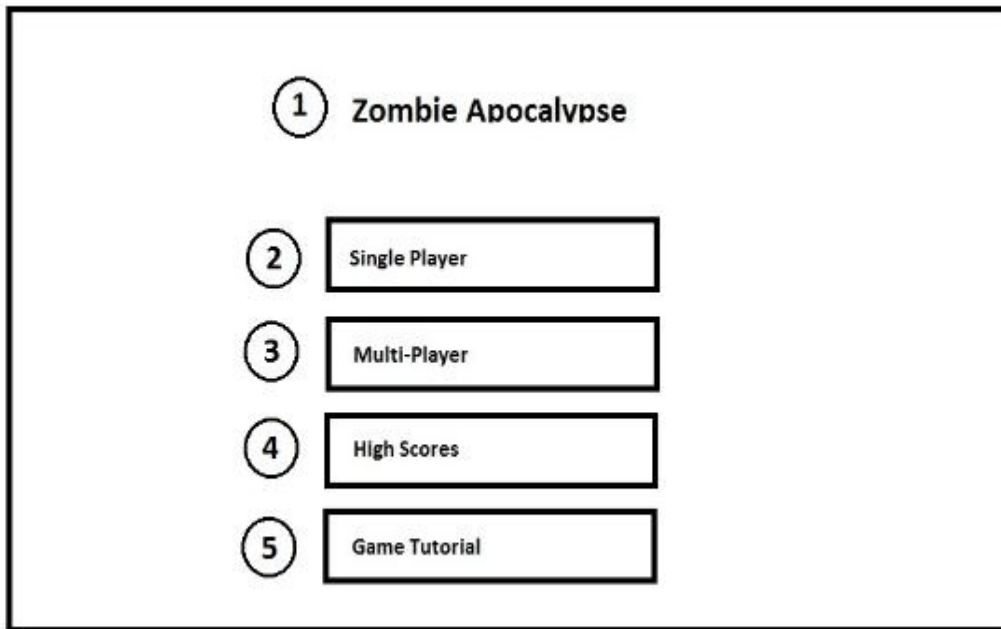 1 Zombie Apocalypse
2 Single Player
3 Multi-Player
4 High Scores
5 Game Tutorial